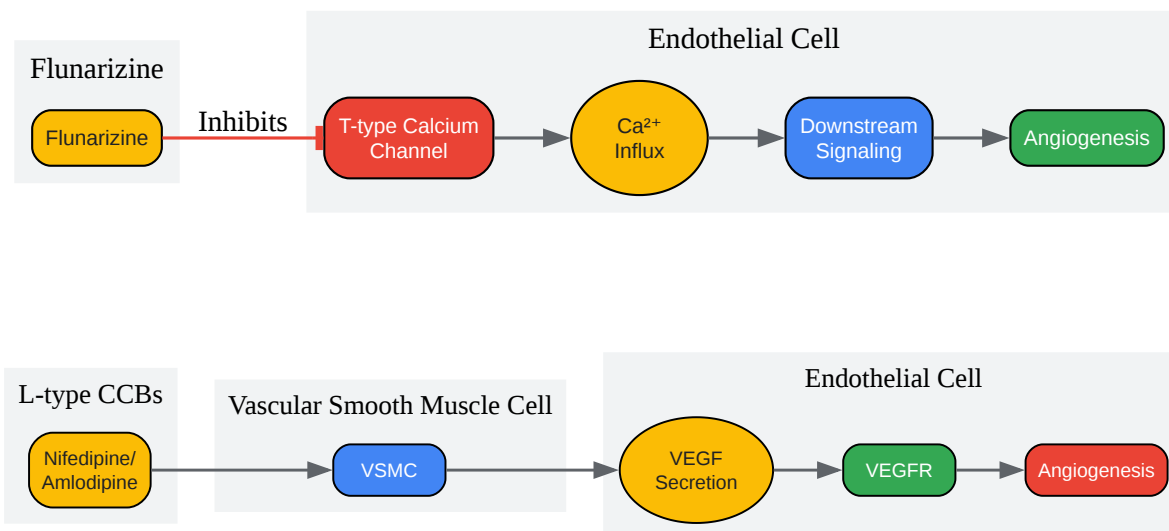 Endothelial Cell
Flunarizine
Flunarizine
Inhibits
T-type Calcium
Channel
Ca²⁺
Influx
Downstream
Signaling
Angiogenesis
L-type CCBs
Nifedipine/
Amlodipine
Vascular Smooth Muscle Cell
VSMC
Endothelial Cell
VEGF
Secretion
VEGFR
Angiogenesis